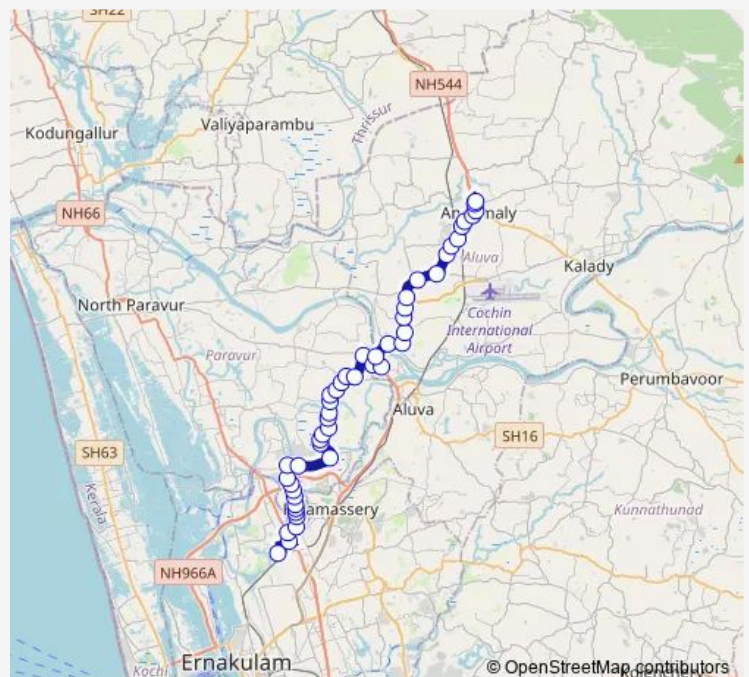 SH22
NH544
Thrissur
Valiyaparambu
Kodungallur
NH66
Aluva
Kalady
Cochin
International
Airport
North Paravur
Paravur
Perumbavoor
Aluva
SH16
SH63
Kerala
Kunnathunad
NH966A
Ernakulam
Kochi
© OpenStreetMap contributors